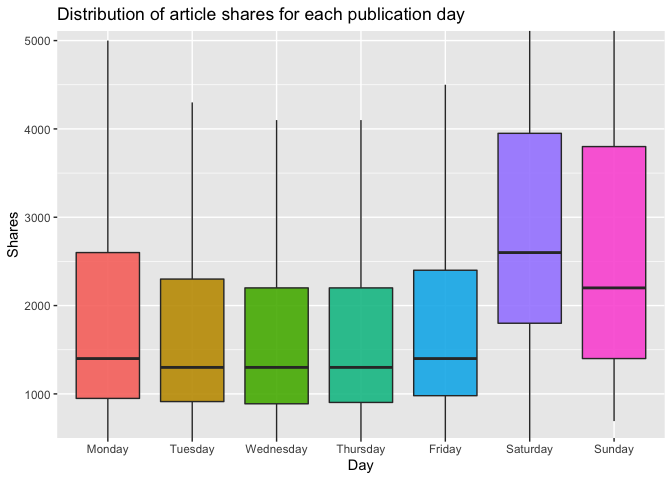 Distribution of article shares for each publication day
5000
4000
3000
2000
1000
Shares
Monday Tuesday Wednesday Thursday Friday Saturday Sunday
Day